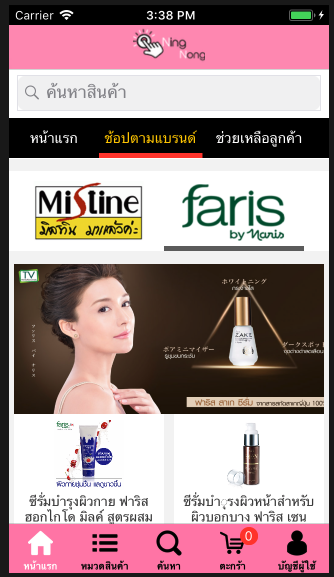 Carrier 3:38 PM
Ning
Nong
ค้นหาสินค้า
หน้าแรก ช้อปตามแบรนด์ ช่วยเหลือลูกค้า
Mistine
มิสทิน มาแล้วค่ะ
faris
by Naris
TV
ホワイトニング
ポアミニマイザー
ダークスポット
ฟาริส ลาเก ซีรั่ม
faris
ซีรั่มบำรุงผิวกาย ฟาริส
ฮอกไกโด มิลค์ สูตรผสม
ซีรั่มบำรุงผิวหน้าสำหรับ
ผิวบอบบาง ฟาริส เซน
0
หน้าแรก หมวดสินค้า ค้นหา ตะกร้า บัญชีผู้ใช้